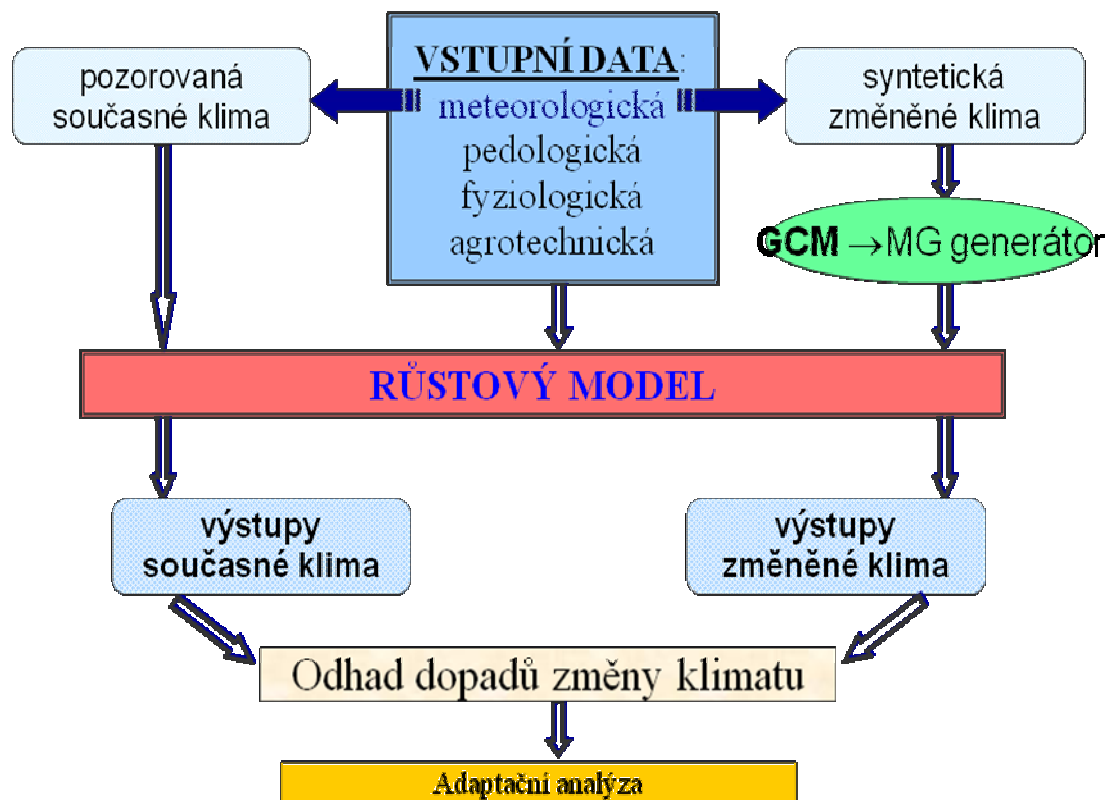 VSTUPNÍ DATA:
meteorologická
pedologická
fyziologická
agrotechnická
pozorovaná
současné klima
syntetická
změněné klima
GCM →MG generátor
RŮSTOVÝ MODEL
výstupy
současné klima
výstupy
změněné klima
Odhad dopadů změny klimatu
Adaptační analýza